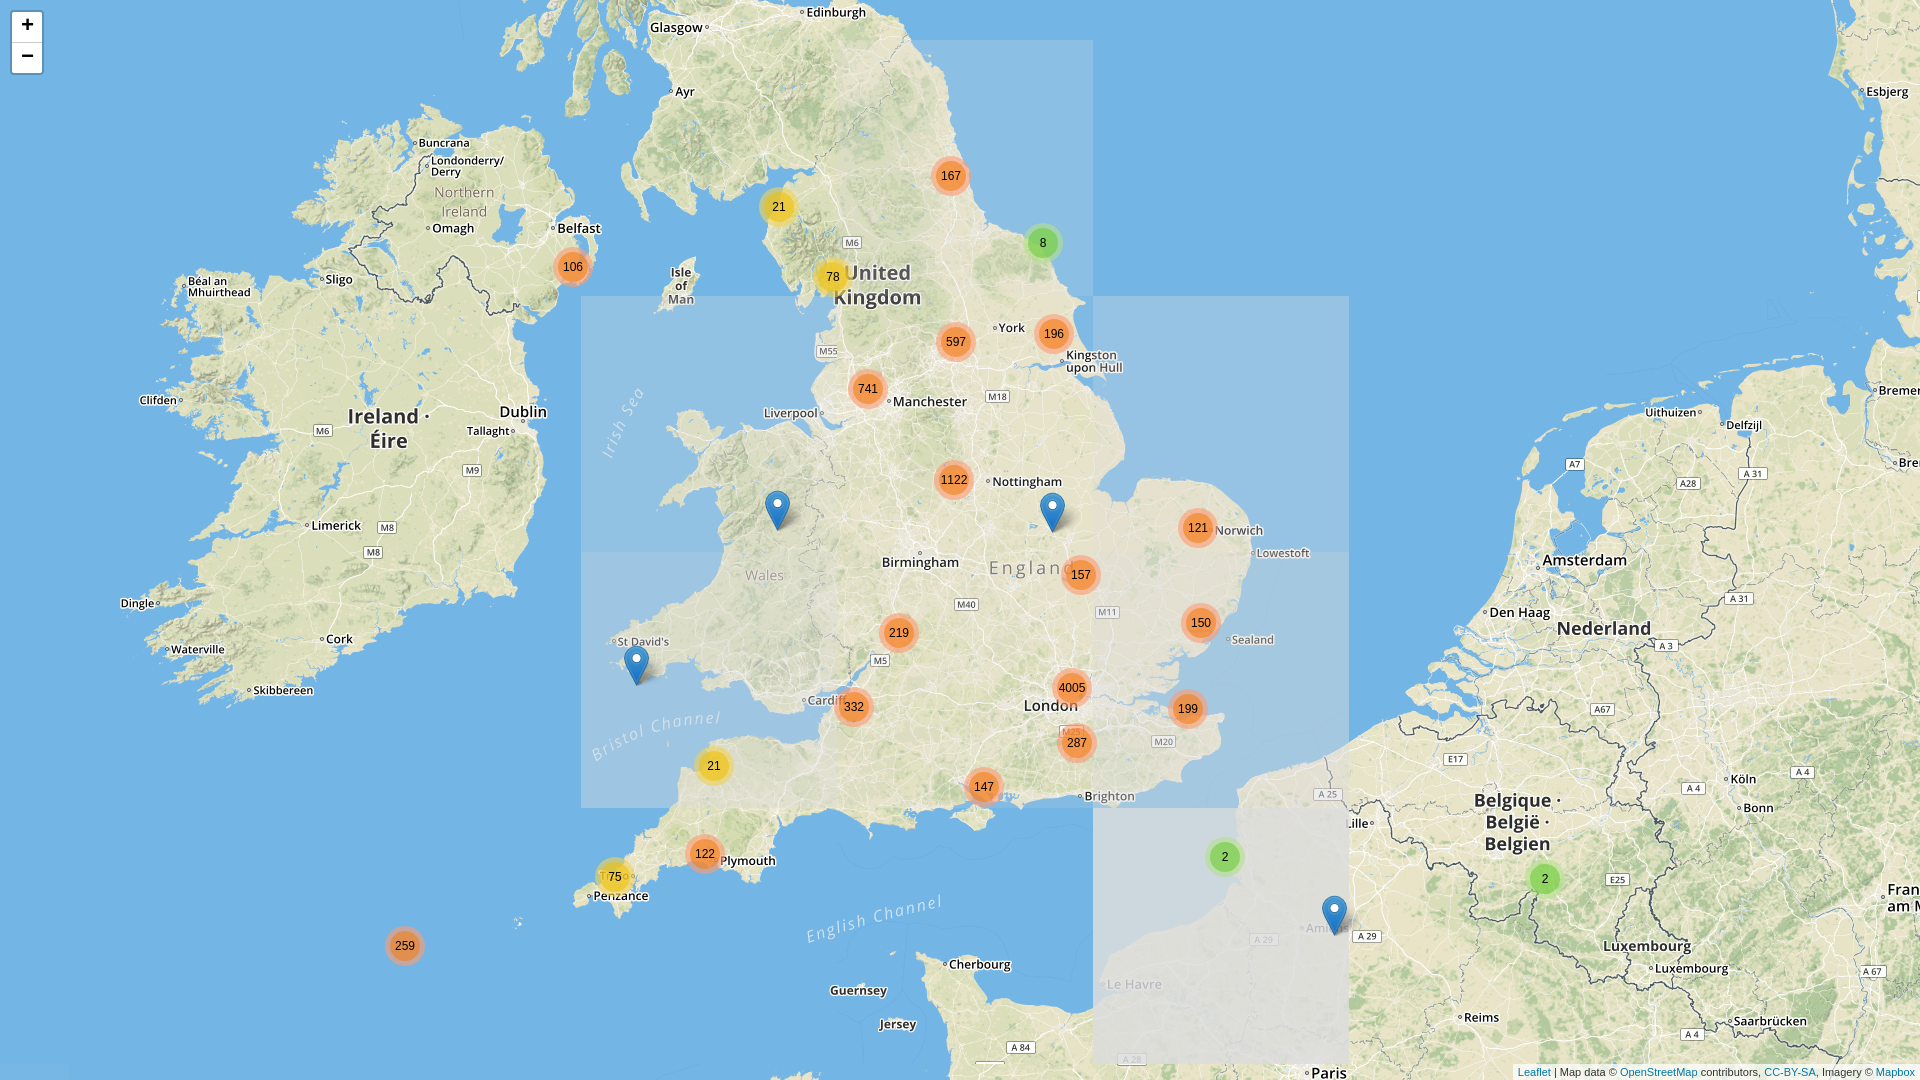 +
−
Edinburgh
Glasgow
Ayr
Esbjerg
Buncrana
Londonderry/
Derry
Northern
Ireland
Omagh
Belfast
167
21
8
M6
106
78
United
Kingdom
Isle
of
Man
Sligo
Béal an
Mhuirthead
York
196
597
M55
Kingston
upon Hull
741
Manchester
M18
Liverpool
Clifden
Ireland ·
Éire
Dublin
Tallaght
M6
M9
Irish Sea
Uithuizen
Delfzijl
A7
A 31
A28
1122
Nottingham
121
Norwich
Lowestoft
Limerick
M8
M8
Birmingham
England
157
Wales
Amsterdam
Dingle
M40
M11
A 31
Den Haag
Nederland
219
150
Sealand
Cork
Waterville
St David's
M5
A 3
Skibbereen
4005
London
199
Cardiff
332
A67
Bristol Channel
287
M20
E17
21
147
Brighton
A 25
Köln
A 4
A 4
Bonn
Belgique ·
België ·
Belgien
Lille
122
Plymouth
2
75
Penzance
2
E25
English Channel
259
A 29
A 29
Luxembourg
Luxembourg
Cherbourg
A 67
Guernsey
Le Havre
Jersey
Reims
Saarbrücken
A 84
A 28
A 4
Paris
Leaflet | Map data © OpenStreetMap contributors, CC-BY-SA, Imagery © Mapbox